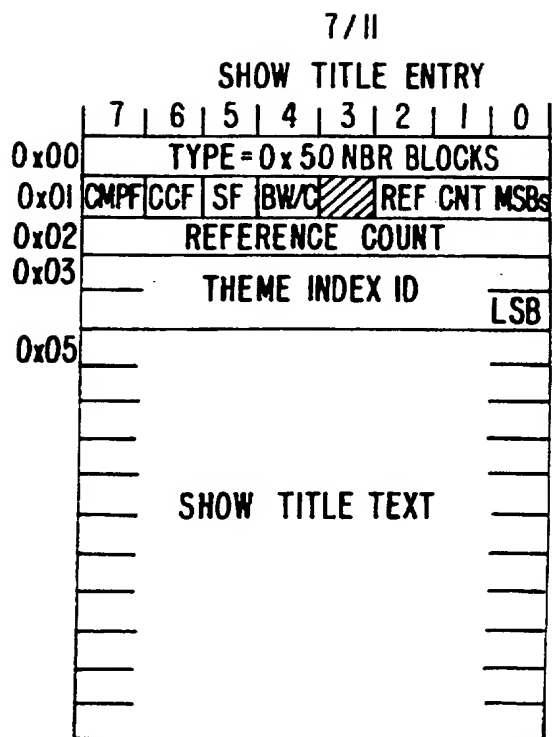 7/11
SHOW TITLE ENTRY
7 6 5 4 3 2 1 0
0x00 TYPE = 0x50 NBR BLOCKS
0x01 CMPF CCF SF BW/C REF CNT MSBs
0x02 REFERENCE COUNT
0x03 THEME INDEX ID
LSB
0x05
SHOW TITLE TEXT